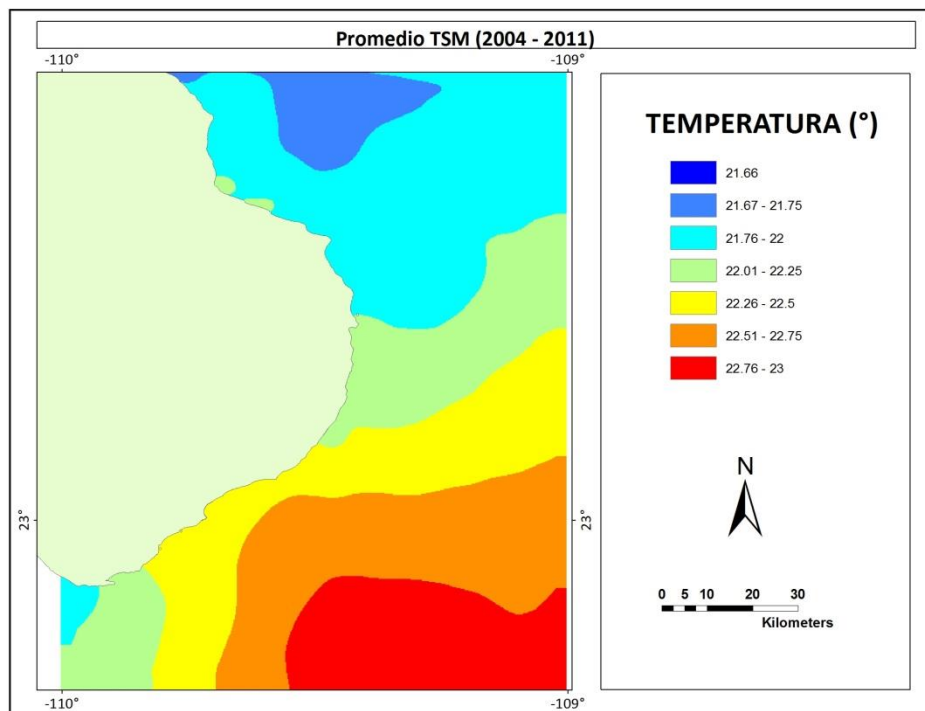 Promedio TSM (2004 - 2011)
-110°
-109°
TEMPERATURA (°)
21.66
21.67 - 21.75
21.76 - 22
22.01 - 22.25
22.26 - 22.5
22.51 - 22.75
22.76 - 23
N
23°
23°
0 5 10 20 30
Kilometers
-110°
-109°